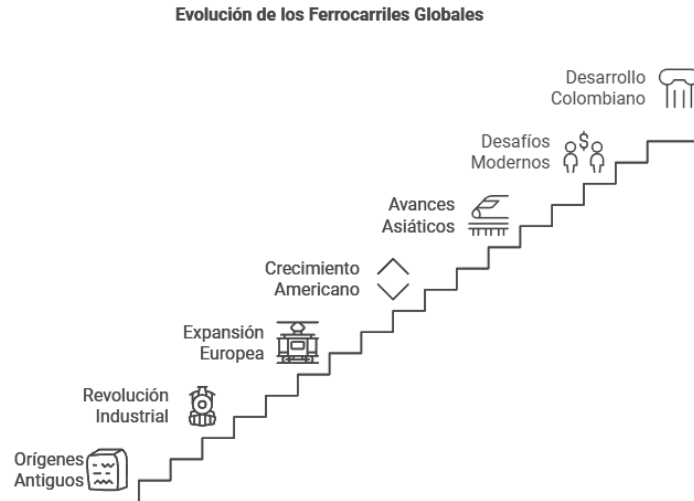 Evolución de los Ferrocarriles Globales
Desarrollo
Colombiano
$
Desafíos
Modernos
Avances
Asiáticos
Crecimiento
Americano
Expansión
Europea
Revolución
Industrial
Orígenes
Antiguos